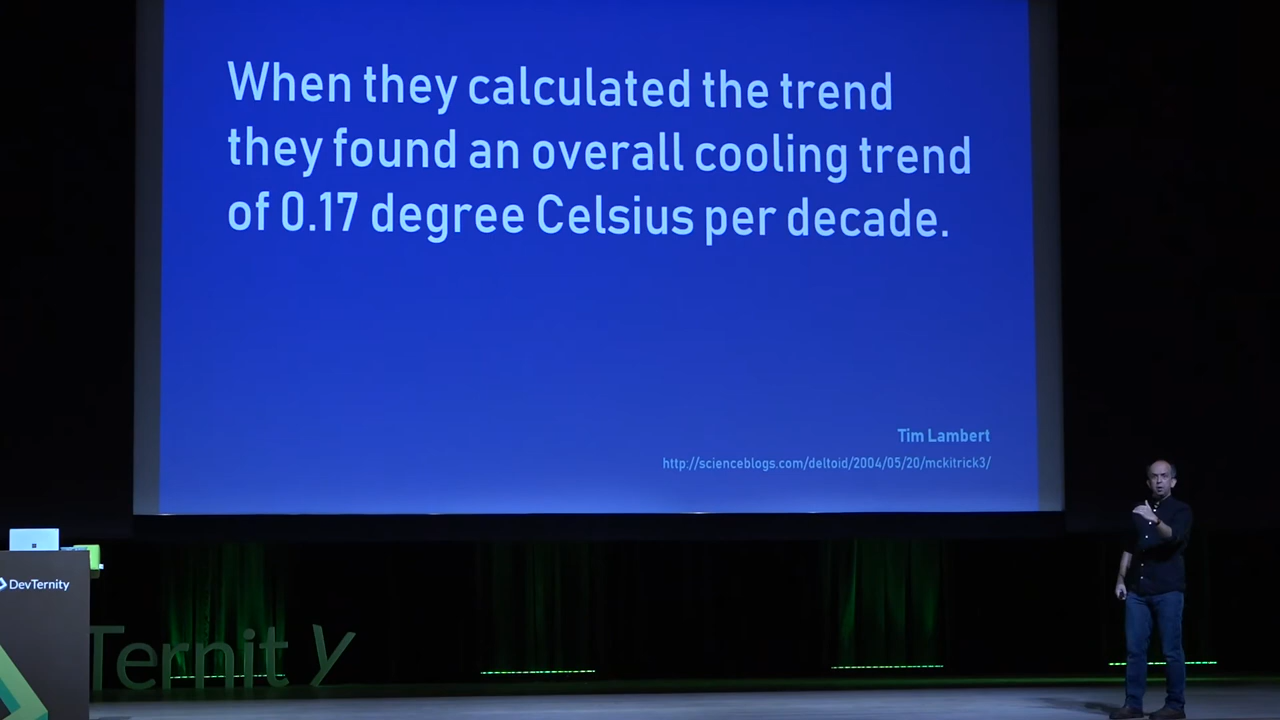 When they calculated the trend
they found an overall cooling trend
of 0.17 degree Celsius per decade.
Tim Lambert
http://scienceblogs.com/deltoid/2004/05/20/mckitrick3/
DevTernity
Ternity